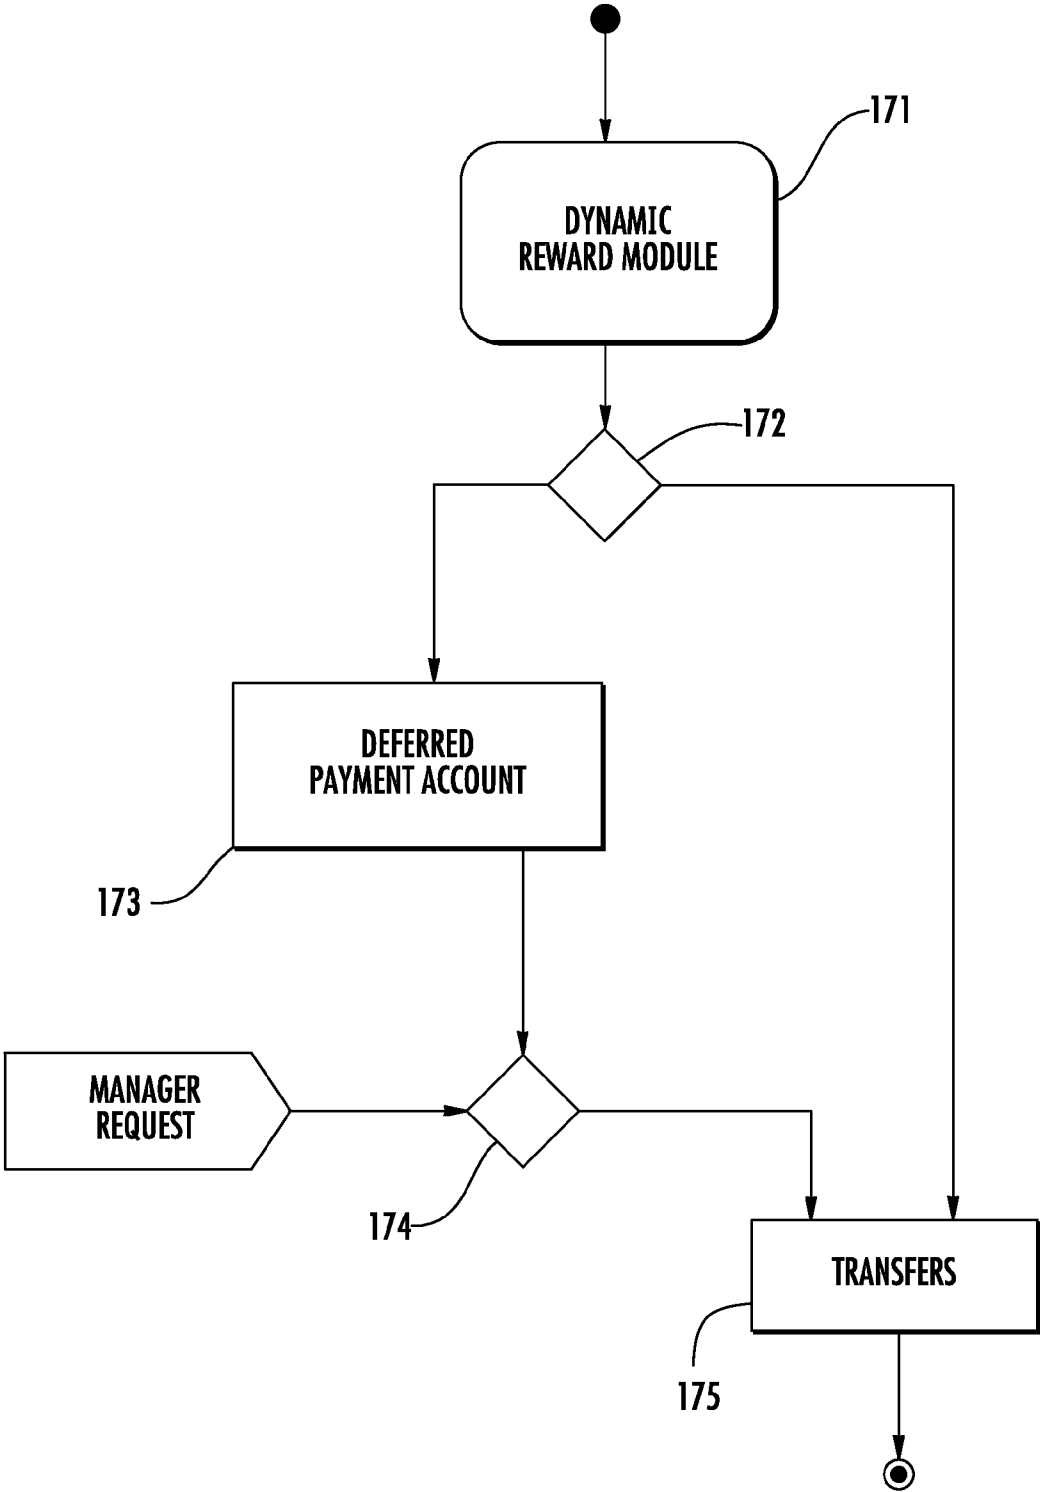 171
DYNAMIC
REWARD MODULE
172
DEFERRED
PAYMENT ACCOUNT
173
MANAGER
REQUEST
174
TRANSFERS
175